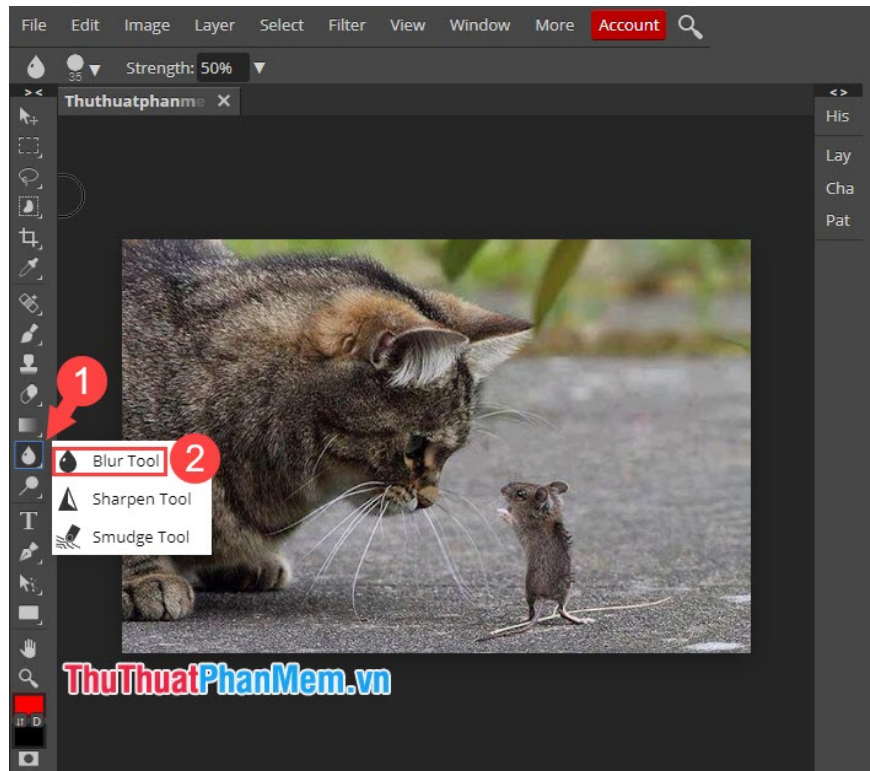 File Edit Image Layer Select Filter View Window More Account
35 Strength: 50%
> < < >
Thuthuatphanme X
His
Lay
Cha
Pat
1
Blur Tool 2
Sharpen Tool
Smudge Tool
T
ThuThuatPhanMem.vn
D